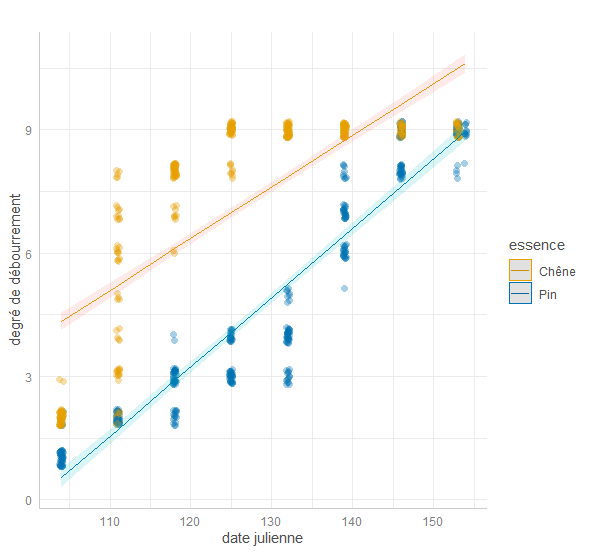 9
6
3
0
degré de débourrement
110
120
130
140
150
date julienne
essence
Chêne
Pin